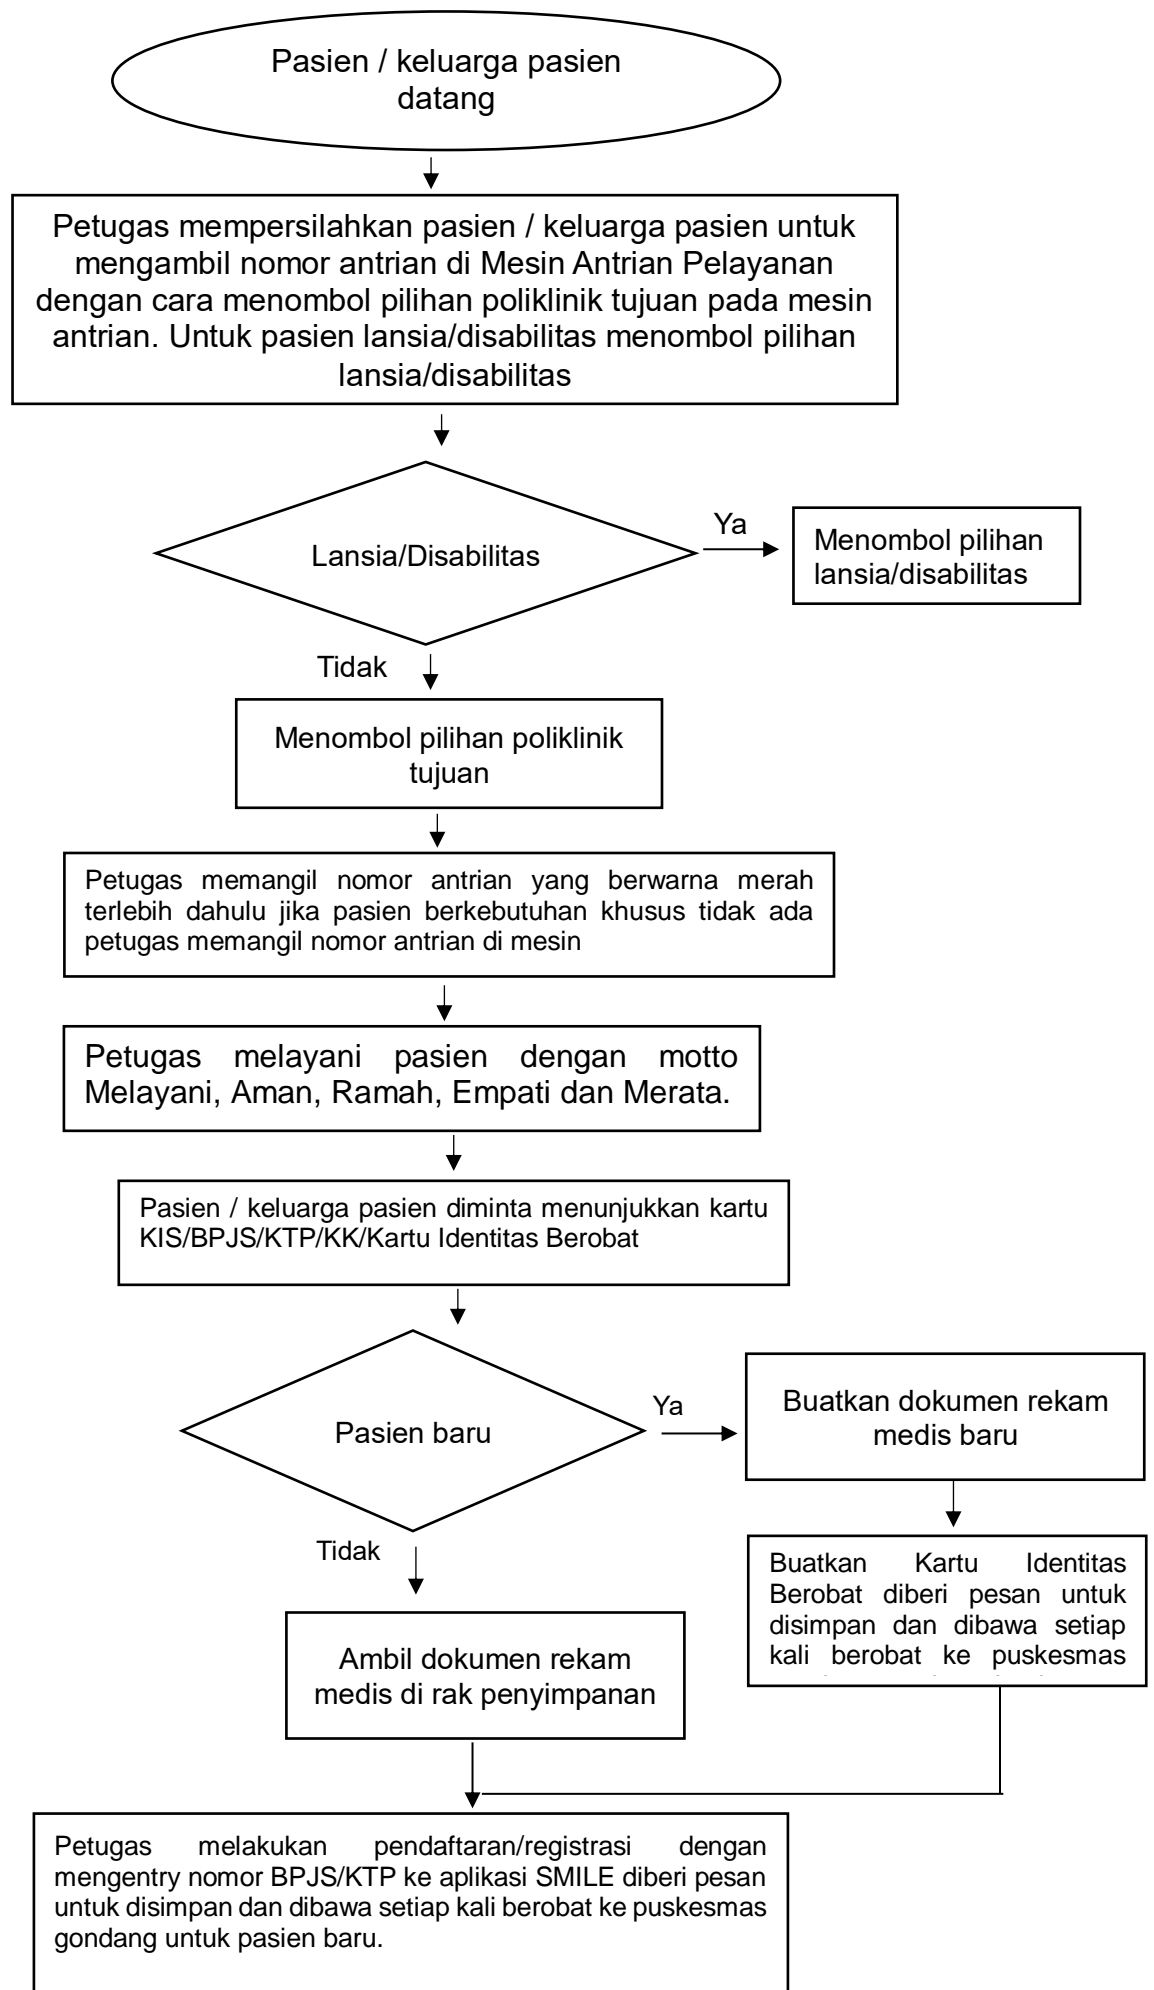 Pasien / keluarga pasien
datang
Petugas mempersilahkan pasien / keluarga pasien untuk
mengambil nomor antrian di Mesin Antrian Pelayanan
dengan cara menombol pilihan poliklinik tujuan pada mesin
antrian. Untuk pasien lansia/disabilitas menombol pilihan
lansia/disabilitas
Lansia/Disabilitas
Ya
Menombol pilihan
lansia/disabilitas
Tidak
Menombol pilihan poliklinik
tujuan
Petugas memangil nomor antrian yang berwarna merah
terlebih dahulu jika pasien berkebutuhan khusus tidak ada
petugas memangil nomor antrian di mesin
Petugas melayani pasien dengan motto
Melayani, Aman, Ramah, Empati dan Merata.
Pasien / keluarga pasien diminta menunjukkan kartu
KIS/BPJS/KTP/KK/Kartu Identitas Berobat
Pasien baru
Ya
Buatkan dokumen rekam
medis baru
Buatkan Kartu Identitas
Berobat diberi pesan untuk
disimpan dan dibawa setiap
kali berobat ke puskesmas
Tidak
Ambil dokumen rekam
medis di rak penyimpanan
Petugas melakukan pendaftaran/registrasi dengan
mengentry nomor BPJS/KTP ke aplikasi SMILE diberi pesan
untuk disimpan dan dibawa setiap kali berobat ke puskesmas
gondang untuk pasien baru.